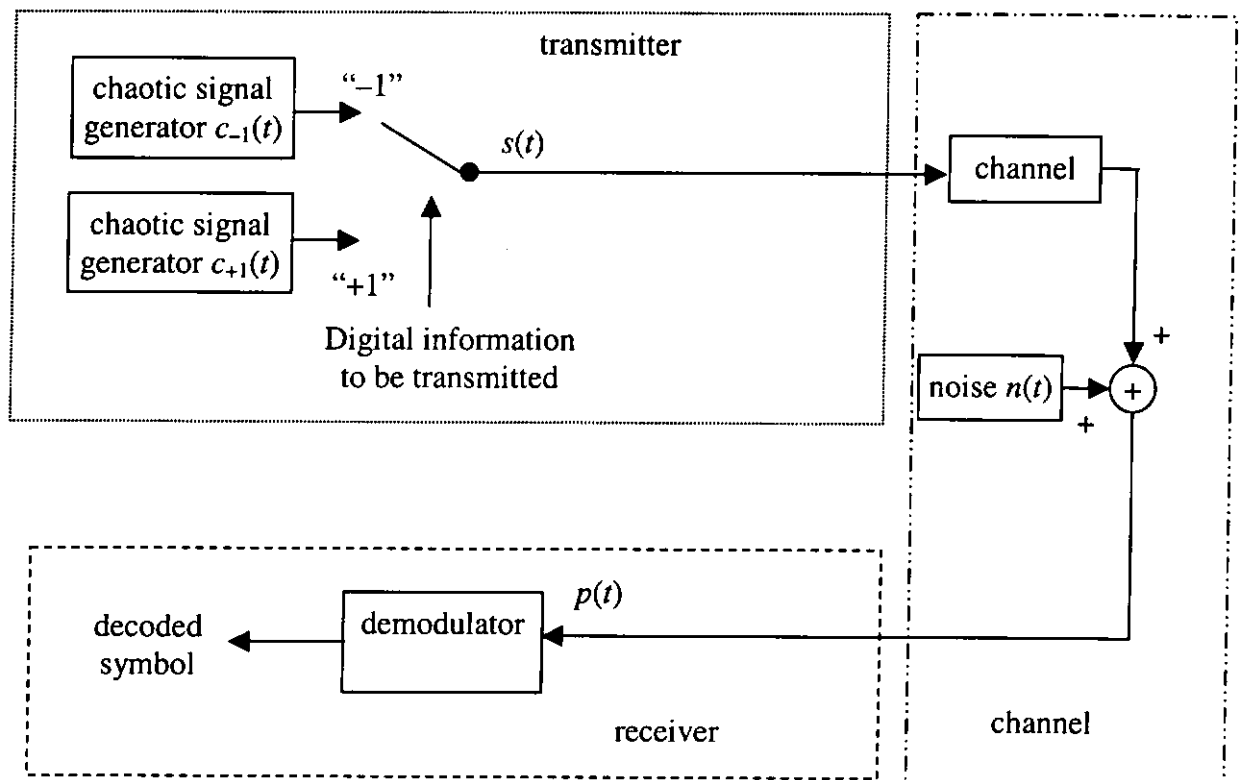 transmitter
chaotic signal
generator c₋₁(t)
“–1”
s(t)
channel
chaotic signal
generator c₊₁(t)
“+1”
Digital information
to be transmitted
+
noise n(t)
+
+
p(t)
decoded
symbol
demodulator
receiver
channel